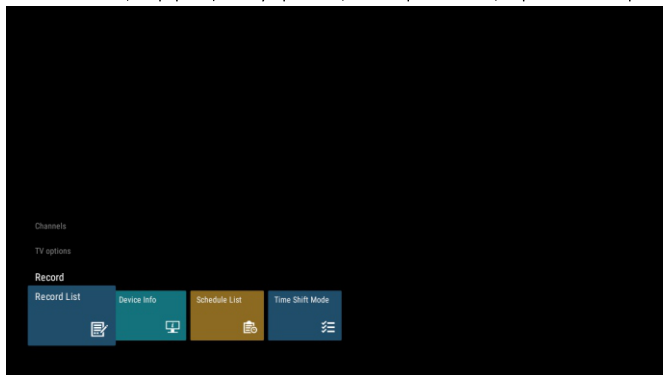 Channels
TV options
Record
Record List
Device Info
Schedule List
Time Shift Mode